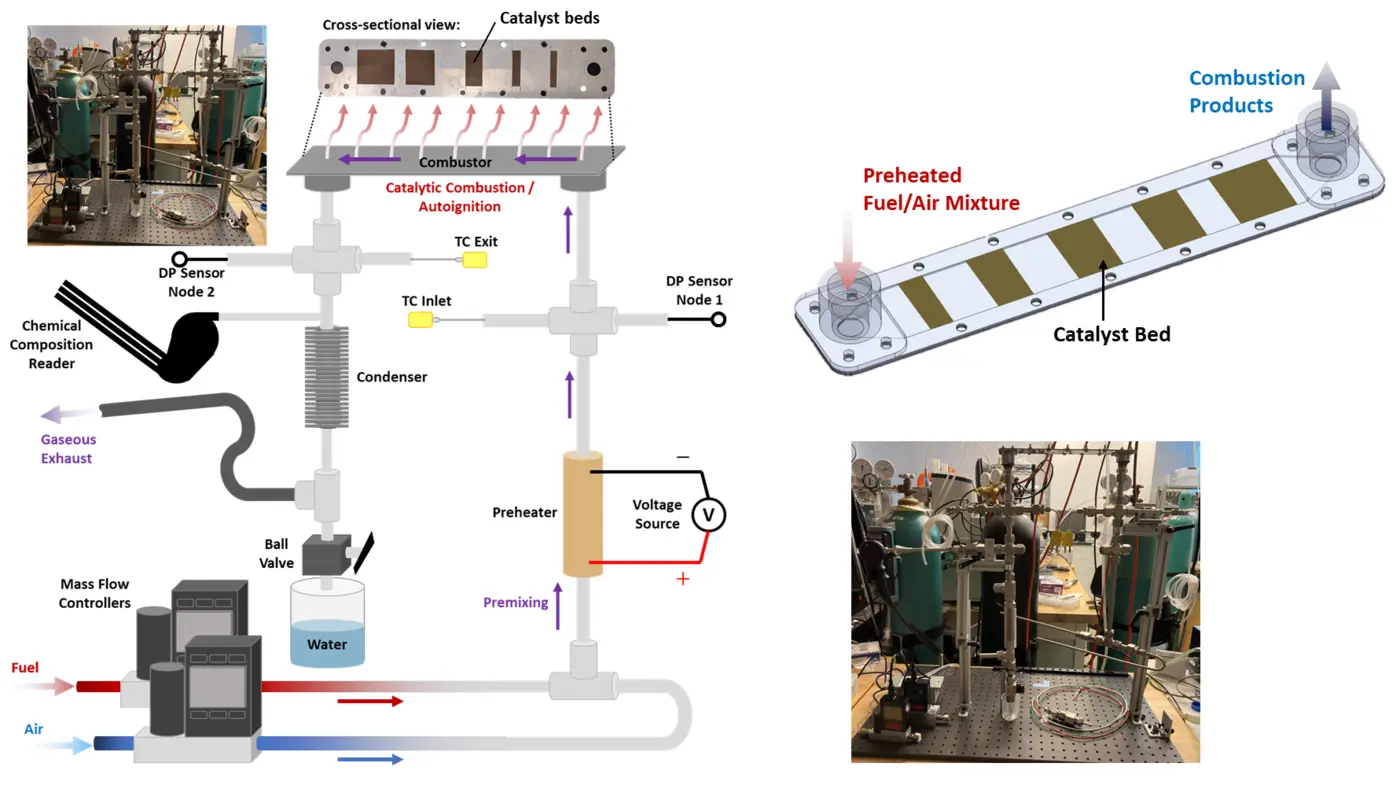 Cross-sectional view:
Catalyst beds
Combustor
Catalytic Combustion /
Autoignition
TC Exit
DP Sensor
Node 2
TC Inlet
DP Sensor
Node 1
Chemical
Composition
Reader
Condenser
Gaseous
Exhaust
−
Preheater
Voltage
Source
V
+
Ball
Valve
Mass Flow
Controllers
Premixing
Water
Fuel
Air
Combustion
Products
Preheated
Fuel/Air Mixture
Catalyst Bed